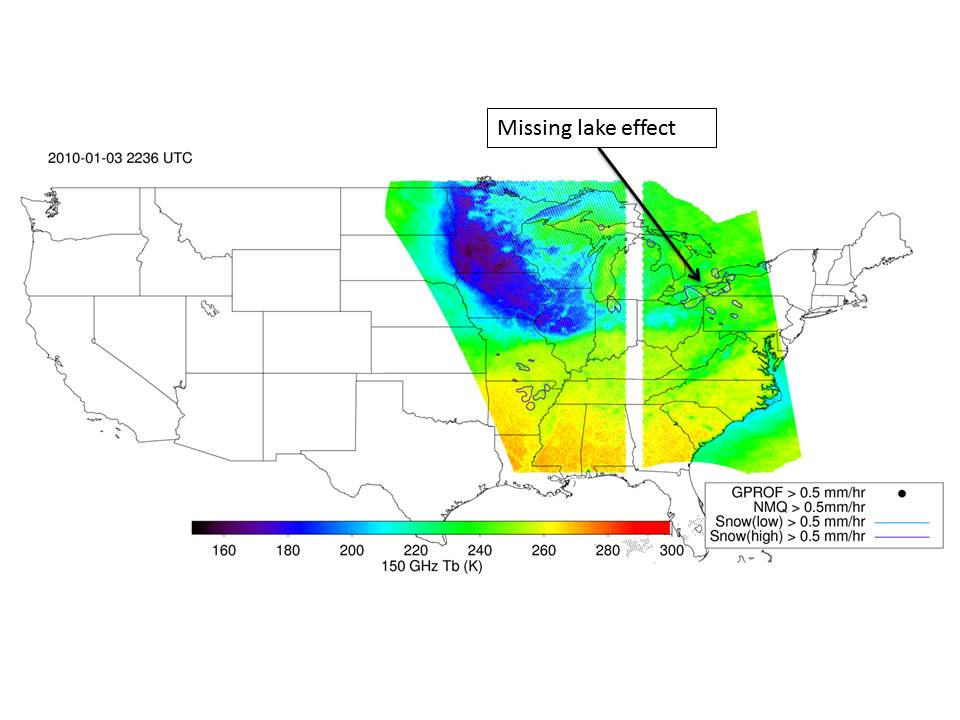 Missing lake effect
2010-01-03 2236 UTC
GPROF > 0.5 mm/hr
NMQ > 0.5mm/hr
Snow(low) > 0.5 mm/hr
Snow(high) > 0.5 mm/hr
160 180 200 220 240 260 280 300
150 GHz Tb (K)